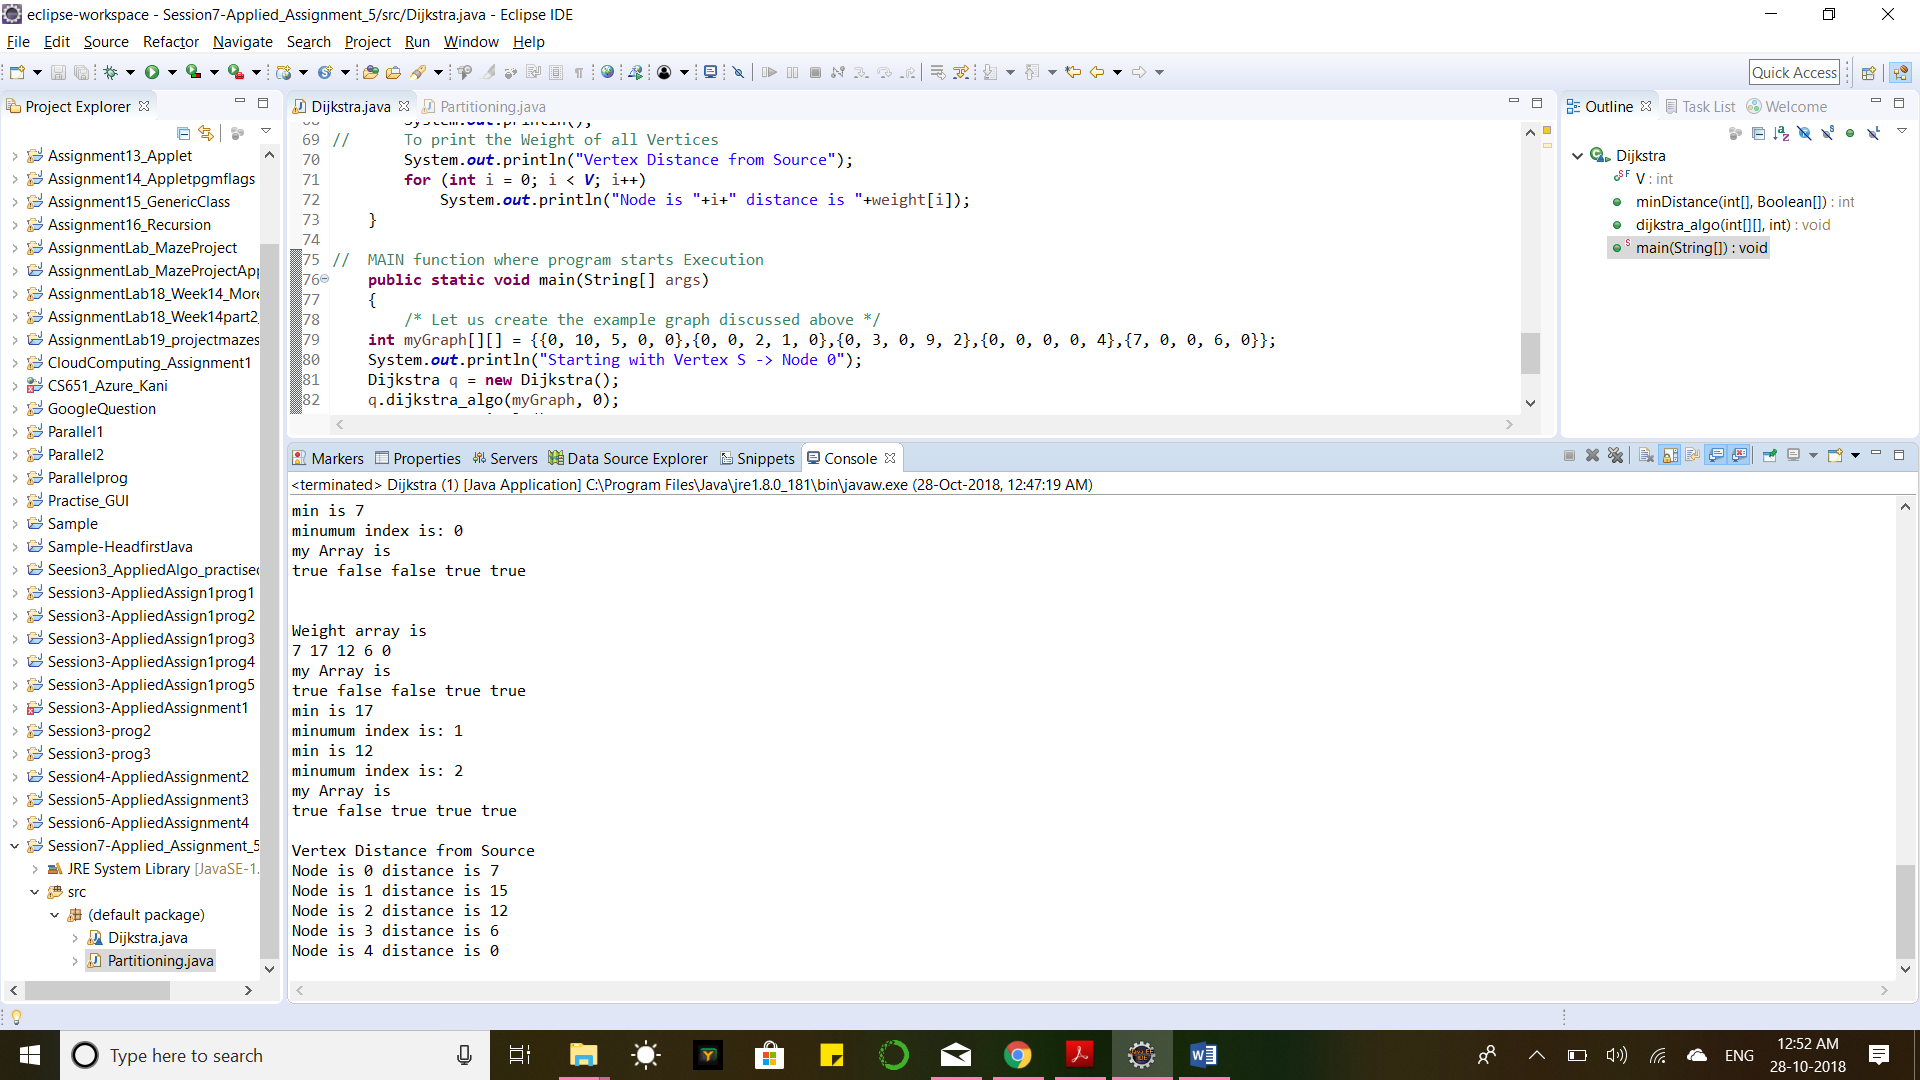 eclipse-workspace - Session7-Applied_Assignment_5/src/Dijkstra.java - Eclipse IDE
File Edit Source Refactor Navigate Search Project Run Window Help
Quick Access
Project Explorer
Assignment13_Applet
Assignment14_Appletpgmflags
Assignment15_GenericClass
Assignment16_Recursion
AssignmentLab_MazeProject
AssignmentLab_MazeProjectApp
AssignmentLab18_Week14_More
AssignmentLab18_Week14part2_
AssignmentLab19_projectmazes
CloudComputing_Assignment1
CS651_Azure_Kani
GoogleQuestion
Parallel1
Parallel2
Parallelprog
Practise_GUI
Sample
Sample-HeadfirstJava
Seesion3_AppliedAlgo_practised
Session3-AppliedAssign1prog1
Session3-AppliedAssign1prog2
Session3-AppliedAssign1prog3
Session3-AppliedAssign1prog4
Session3-AppliedAssign1prog5
Session3-AppliedAssignment1
Session3-prog2
Session3-prog3
Session4-AppliedAssignment2
Session5-AppliedAssignment3
Session6-AppliedAssignment4
Session7-Applied_Assignment_5
JRE System Library [JavaSE-1.
src
(default package)
Dijkstra.java
Partitioning.java
Dijkstra.java Partitioning.java
68 System.out.println();
69 // To print the Weight of all Vertices
70 System.out.println("Vertex Distance from Source");
71 for (int i = 0; i < V; i++)
72 System.out.println("Node is "+i+" distance is "+weight[i]);
73 }
74
75 // MAIN function where program starts Execution
76 public static void main(String[] args)
77 {
78 /* Let us create the example graph discussed above */
79 int myGraph[][] = {{0, 10, 5, 0, 0},{0, 0, 2, 1, 0},{0, 3, 0, 9, 2},{0, 0, 0, 0, 4},{7, 0, 0, 6, 0}};
80 System.out.println("Starting with Vertex S -> Node 0");
81 Dijkstra q = new Dijkstra();
82 q.dijkstra_algo(myGraph, 0);
Outline Task List Welcome
Dijkstra
V : int
minDistance(int[], Boolean[]) : int
dijkstra_algo(int[][], int) : void
main(String[]) : void
Markers Properties Servers Data Source Explorer Snippets Console
<terminated> Dijkstra (1) [Java Application] C:\Program Files\Java\jre1.8.0_181\bin\javaw.exe (28-Oct-2018, 12:47:19 AM)
min is 7
minumum index is: 0
my Array is
true false false true true
Weight array is
7 17 12 6 0
my Array is
true false false true true
min is 17
minumum index is: 1
min is 12
minumum index is: 2
my Array is
true false true true true
Vertex Distance from Source
Node is 0 distance is 7
Node is 1 distance is 15
Node is 2 distance is 12
Node is 3 distance is 6
Node is 4 distance is 0
Type here to search
ENG
12:52 AM
28-10-2018